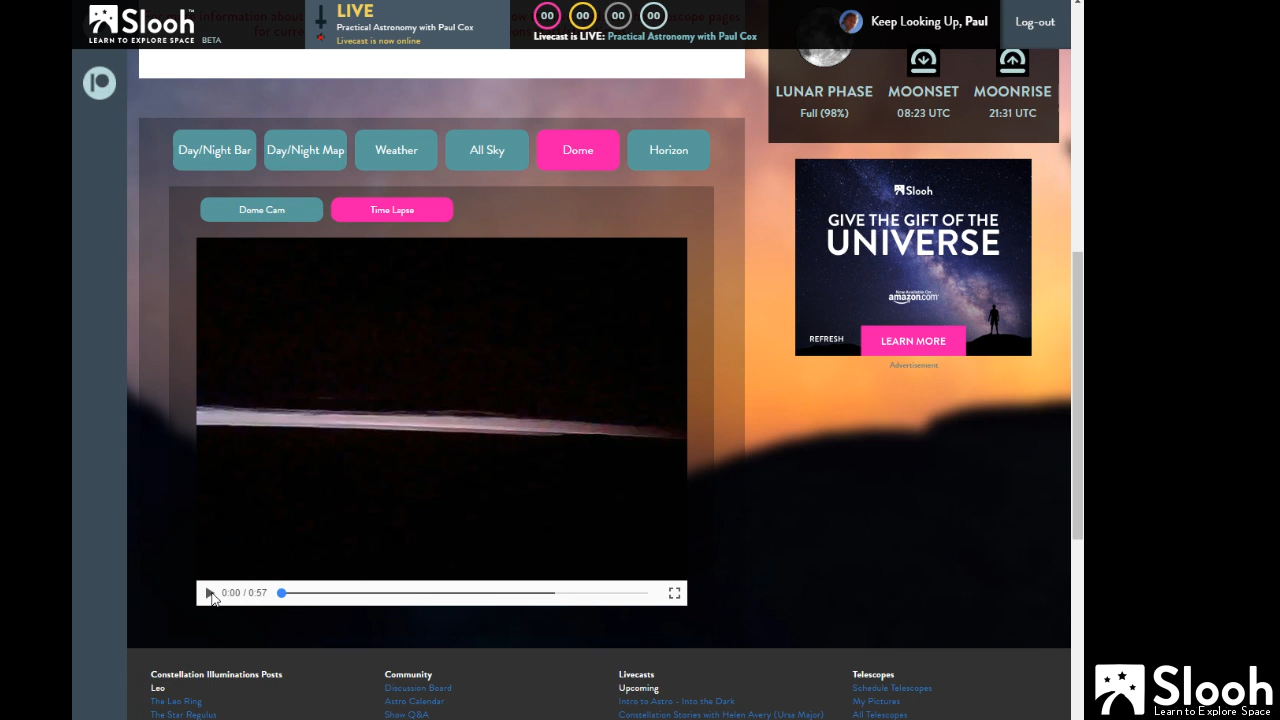 Slooh
LEARN TO EXPLORE SPACE BETA
LIVE
Practical Astronomy with Paul Cox
Livecast is now online
00 00 00 00
Livecast is LIVE: Practical Astronomy with Paul Cox
Keep Looking Up, Paul
Log-out
LUNAR PHASE MOONSET MOONRISE
Full (98%) 08:23 UTC 21:31 UTC
Day/Night Bar Day/Night Map Weather All Sky Dome Horizon
Dome Cam Time Lapse
0:00 / 0:57
Slooh
GIVE THE GIFT OF THE
UNIVERSE
Now Available On:
amazon.com
REFRESH LEARN MORE
Advertisement
Constellation Illuminations Posts Community Livecasts Telescopes
Leo Discussion Board Upcoming Schedule Telescopes
The Leo Ring Astro Calendar Intro to Astro - Into the Dark My Pictures
The Star Regulus Show Q&A Constellation Stories with Helen Avery (Ursa Major) All Telescopes
Slooh
Learn to Explore Space